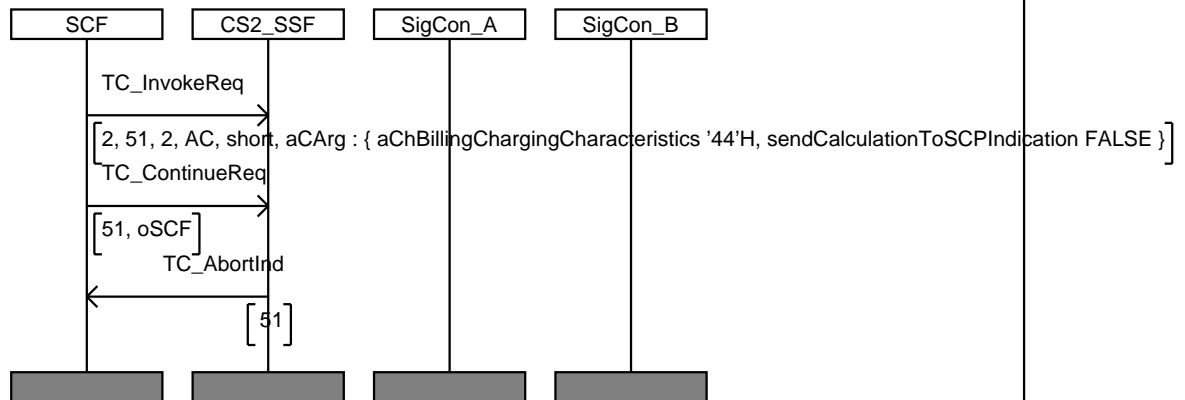 SCF CS2_SSF SigCon_A SigCon_B
TC_InvokeReq
2, 51, 2, AC, short, aCArg : { aChBillingChargingCharacteristics '44'H, sendCalculationToSCPIndication FALSE }
TC_ContinueReq
51, oSCF
TC_AbortInd
51